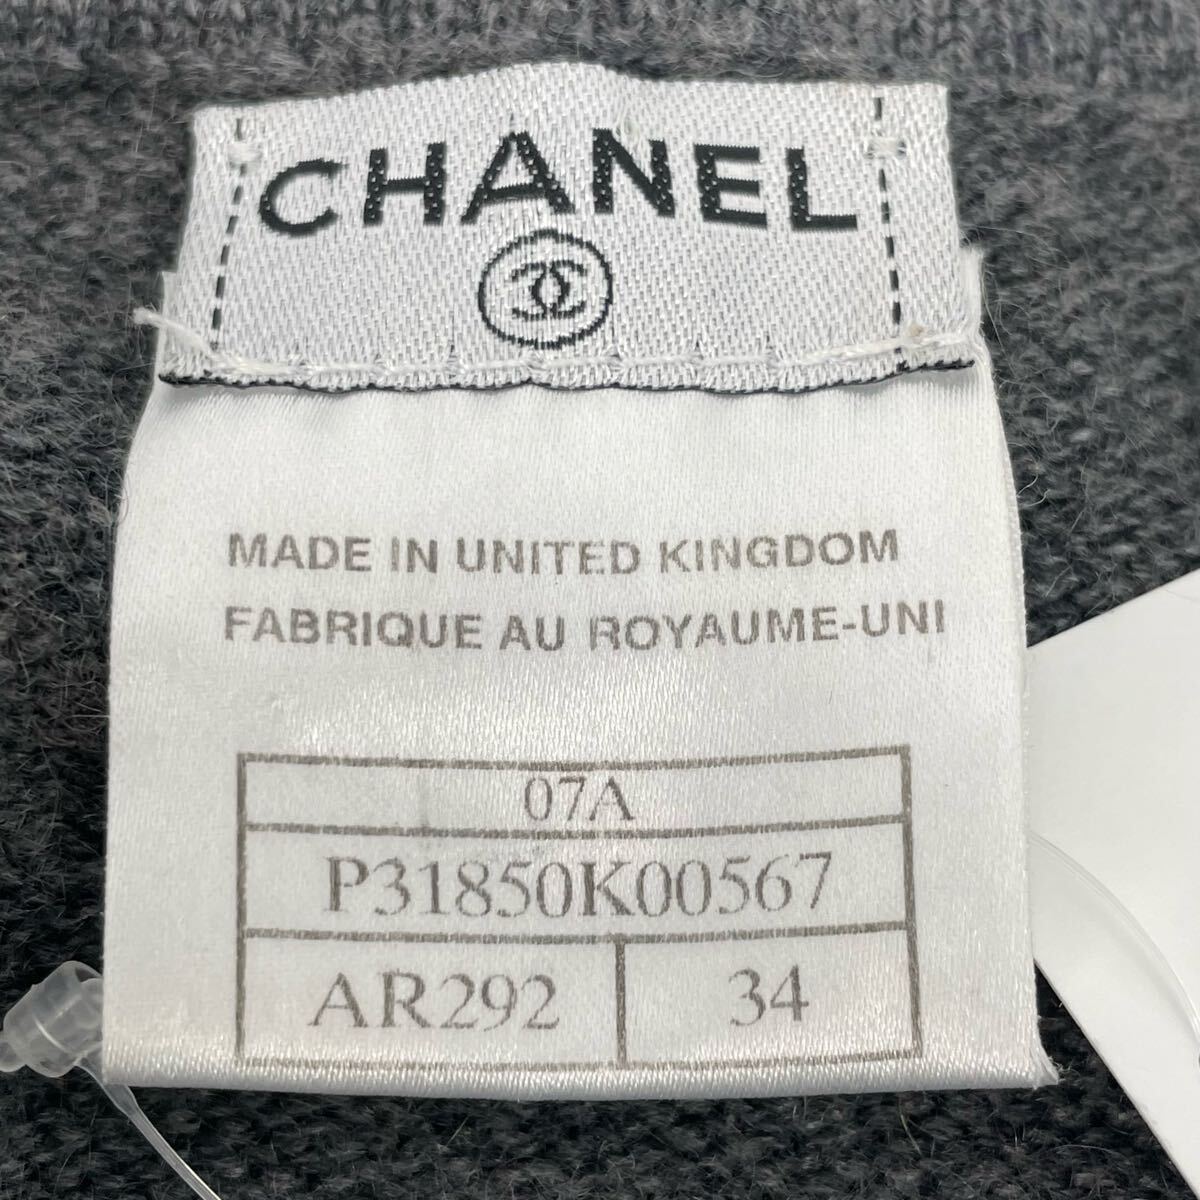 CHANEL
MADE IN UNITED KINGDOM
FABRIQUE AU ROYAUME-UNI
07A
P31850K00567
AR292 34